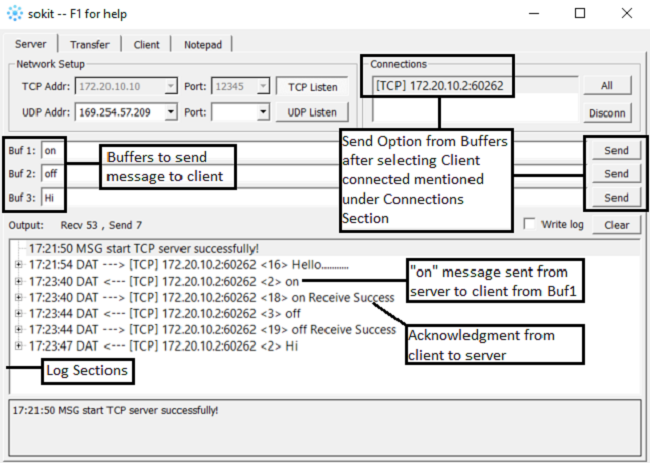 sokit -- F1 for help
Server Transfer Client Notepad
Network Setup
TCP Addr: 172.20.10.10 Port: 12345 TCP Listen
UDP Addr: 169.254.57.209 Port: UDP Listen
Connections
[TCP] 172.20.10.2:60262
All
Disconn
Buf 1: on Send
Buf 2: off Send
Buf 3: Hi Send
Buffers to send
message to client
Send Option from Buffers
after selecting Client
connected mentioned
under Connections
Section
Output: Recv 53 , Send 7 Write log Clear
17:21:50 MSG start TCP server successfully!
17:21:54 DAT ---> [TCP] 172.20.10.2:60262 <16> Hello...........
17:23:40 DAT <--- [TCP] 172.20.10.2:60262 <2> on
17:23:40 DAT ---> [TCP] 172.20.10.2:60262 <18> on Receive Success
17:23:44 DAT <--- [TCP] 172.20.10.2:60262 <3> off
17:23:44 DAT ---> [TCP] 172.20.10.2:60262 <19> off Receive Success
17:23:47 DAT <--- [TCP] 172.20.10.2:60262 <2> Hi
"on" message sent from
server to client from Buf1
Acknowledgment from
client to server
Log Sections
17:21:50 MSG start TCP server successfully!